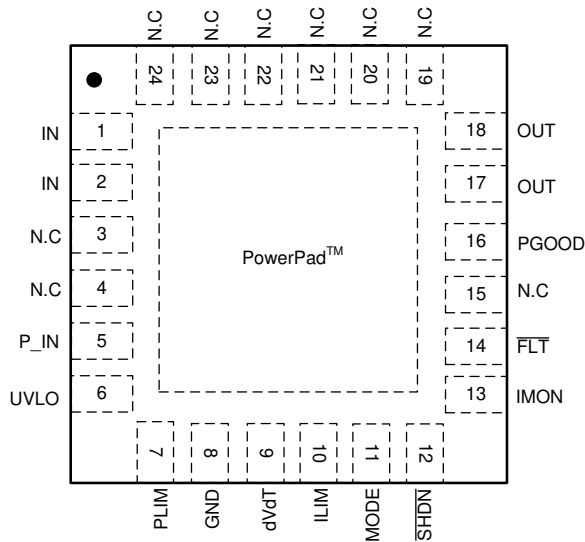 N.C N.C N.C N.C N.C N.C
24 23 22 21 20 19
IN 1
IN 2
N.C 3
N.C 4
P_IN 5
UVLO 6
PowerPad™
18 OUT
17 OUT
16 PGOOD
15 N.C
14 FLT
13 IMON
7 8 9 10 11 12
PLIM GND dVdT ILIM MODE SHDN